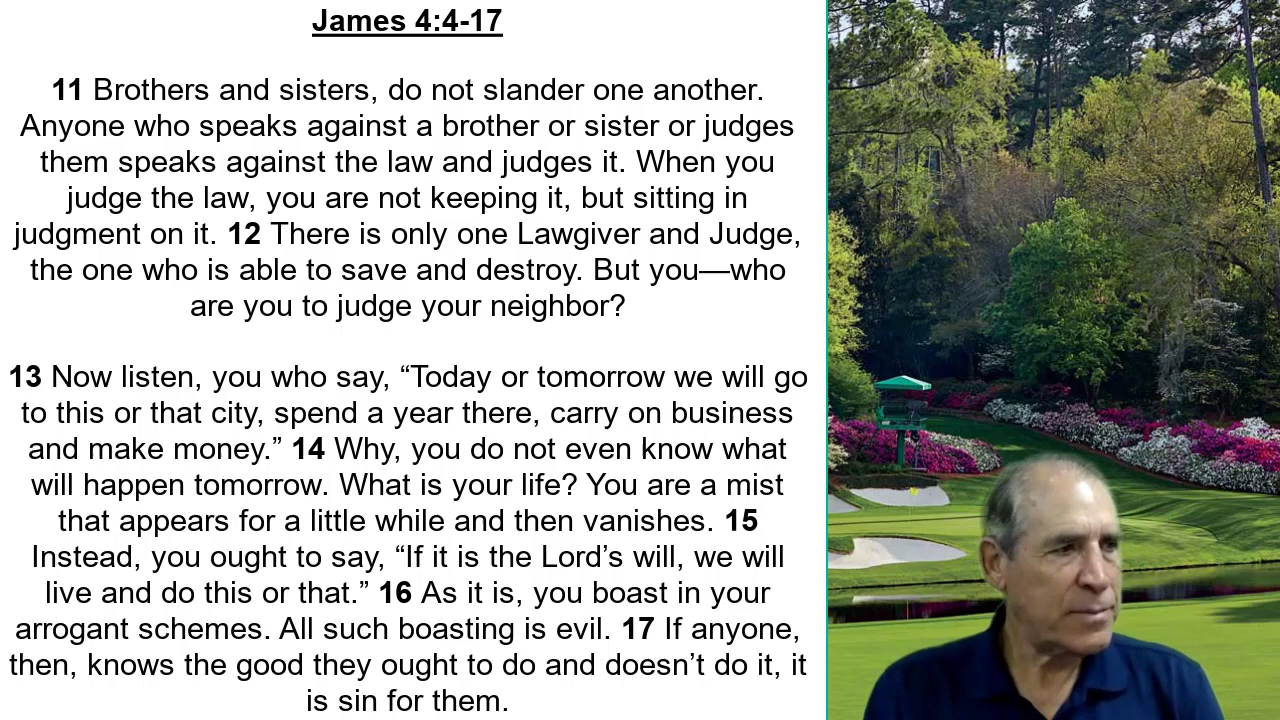 James 4:4-17
11 Brothers and sisters, do not slander one another.
Anyone who speaks against a brother or sister or judges
them speaks against the law and judges it. When you
judge the law, you are not keeping it, but sitting in
judgment on it. 12 There is only one Lawgiver and Judge,
the one who is able to save and destroy. But you—who
are you to judge your neighbor?
13 Now listen, you who say, “Today or tomorrow we will go
to this or that city, spend a year there, carry on business
and make money.” 14 Why, you do not even know what
will happen tomorrow. What is your life? You are a mist
that appears for a little while and then vanishes. 15
Instead, you ought to say, “If it is the Lord’s will, we will
live and do this or that.” 16 As it is, you boast in your
arrogant schemes. All such boasting is evil. 17 If anyone,
then, knows the good they ought to do and doesn’t do it, it
is sin for them.